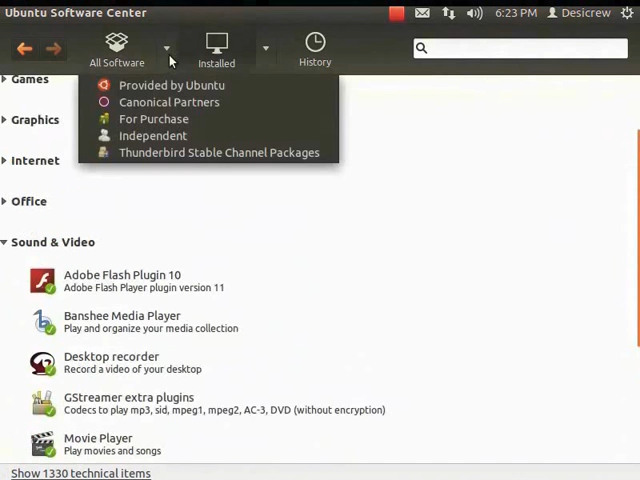 Ubuntu Software Center
6:23 PM
Desicrew
All Software
Installed
History
Provided by Ubuntu
Canonical Partners
For Purchase
Independent
Thunderbird Stable Channel Packages
Games
Graphics
Internet
Office
Sound & Video
Adobe Flash Plugin 10
Adobe Flash Player plugin version 11
Banshee Media Player
Play and organize your media collection
Desktop recorder
Record a video of your desktop
GStreamer extra plugins
Codecs to play mp3, sid, mpeg1, mpeg2, AC-3, DVD (without encryption)
Movie Player
Play movies and songs
Show 1330 technical items